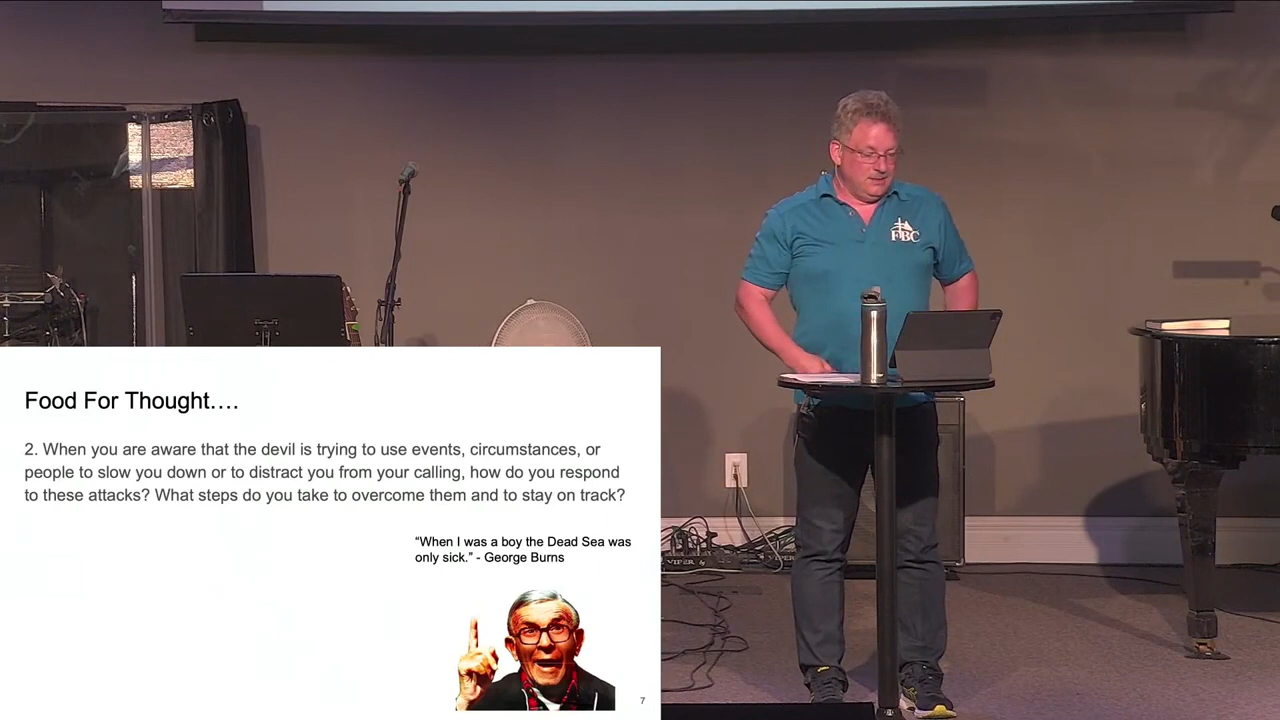 FBC
Food For Thought….
2. When you are aware that the devil is trying to use events, circumstances, or
people to slow you down or to distract you from your calling, how do you respond
to these attacks? What steps do you take to overcome them and to stay on track?
“When I was a boy the Dead Sea was
only sick.” - George Burns
7
VIPER